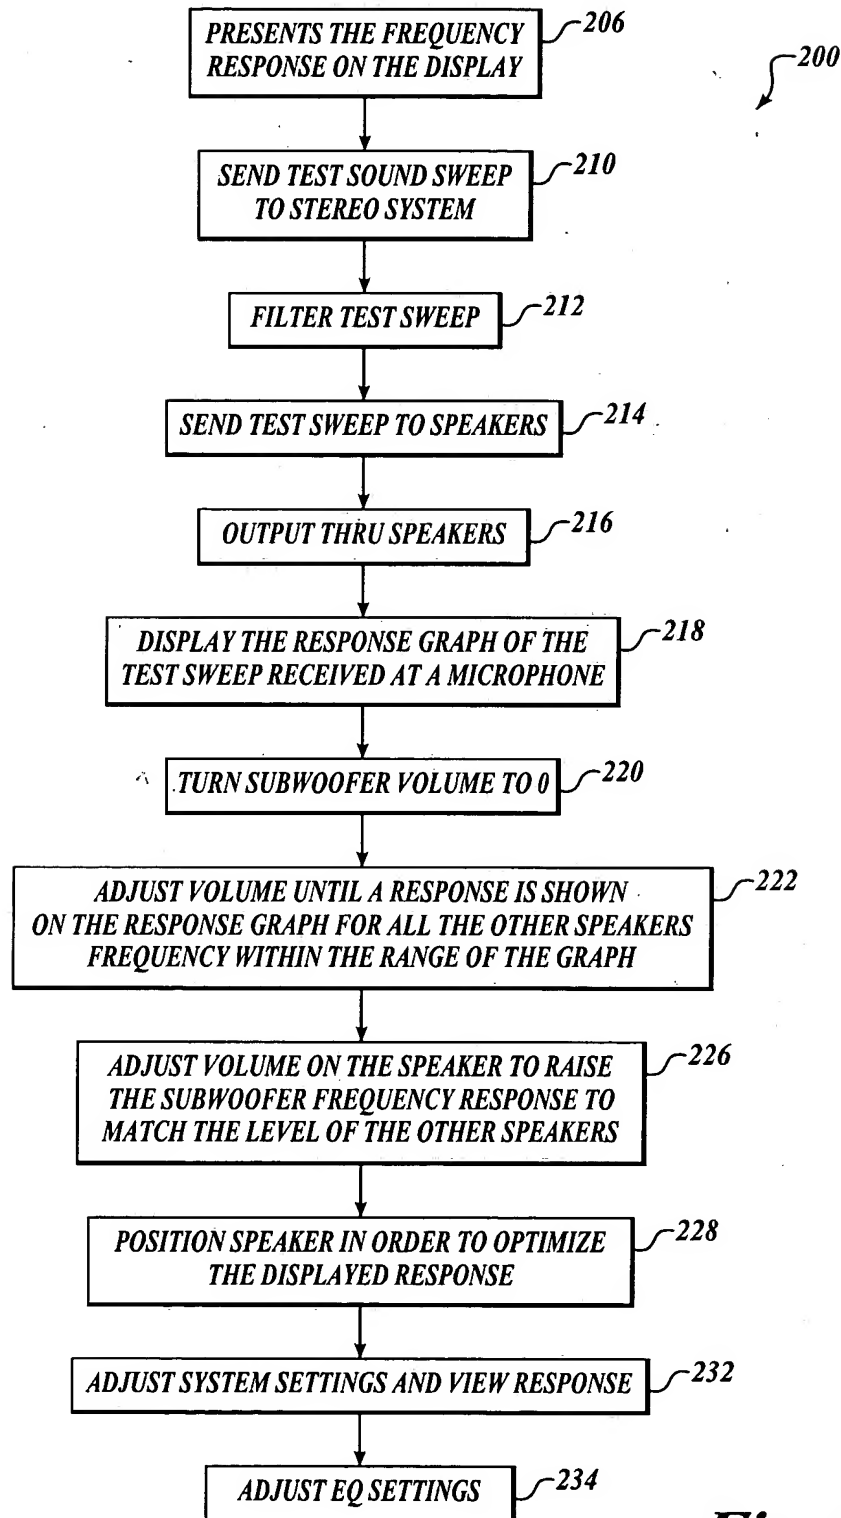 PRESENTS THE FREQUENCY
RESPONSE ON THE DISPLAY
206
200
SEND TEST SOUND SWEEP
TO STEREO SYSTEM
210
FILTER TEST SWEEP
212
SEND TEST SWEEP TO SPEAKERS
214
OUTPUT THRU SPEAKERS
216
DISPLAY THE RESPONSE GRAPH OF THE
TEST SWEEP RECEIVED AT A MICROPHONE
218
TURN SUBWOOFER VOLUME TO 0
220
ADJUST VOLUME UNTIL A RESPONSE IS SHOWN
ON THE RESPONSE GRAPH FOR ALL THE OTHER SPEAKERS
FREQUENCY WITHIN THE RANGE OF THE GRAPH
222
ADJUST VOLUME ON THE SPEAKER TO RAISE
THE SUBWOOFER FREQUENCY RESPONSE TO
MATCH THE LEVEL OF THE OTHER SPEAKERS
226
POSITION SPEAKER IN ORDER TO OPTIMIZE
THE DISPLAYED RESPONSE
228
ADJUST SYSTEM SETTINGS AND VIEW RESPONSE
232
ADJUST EQ SETTINGS
234